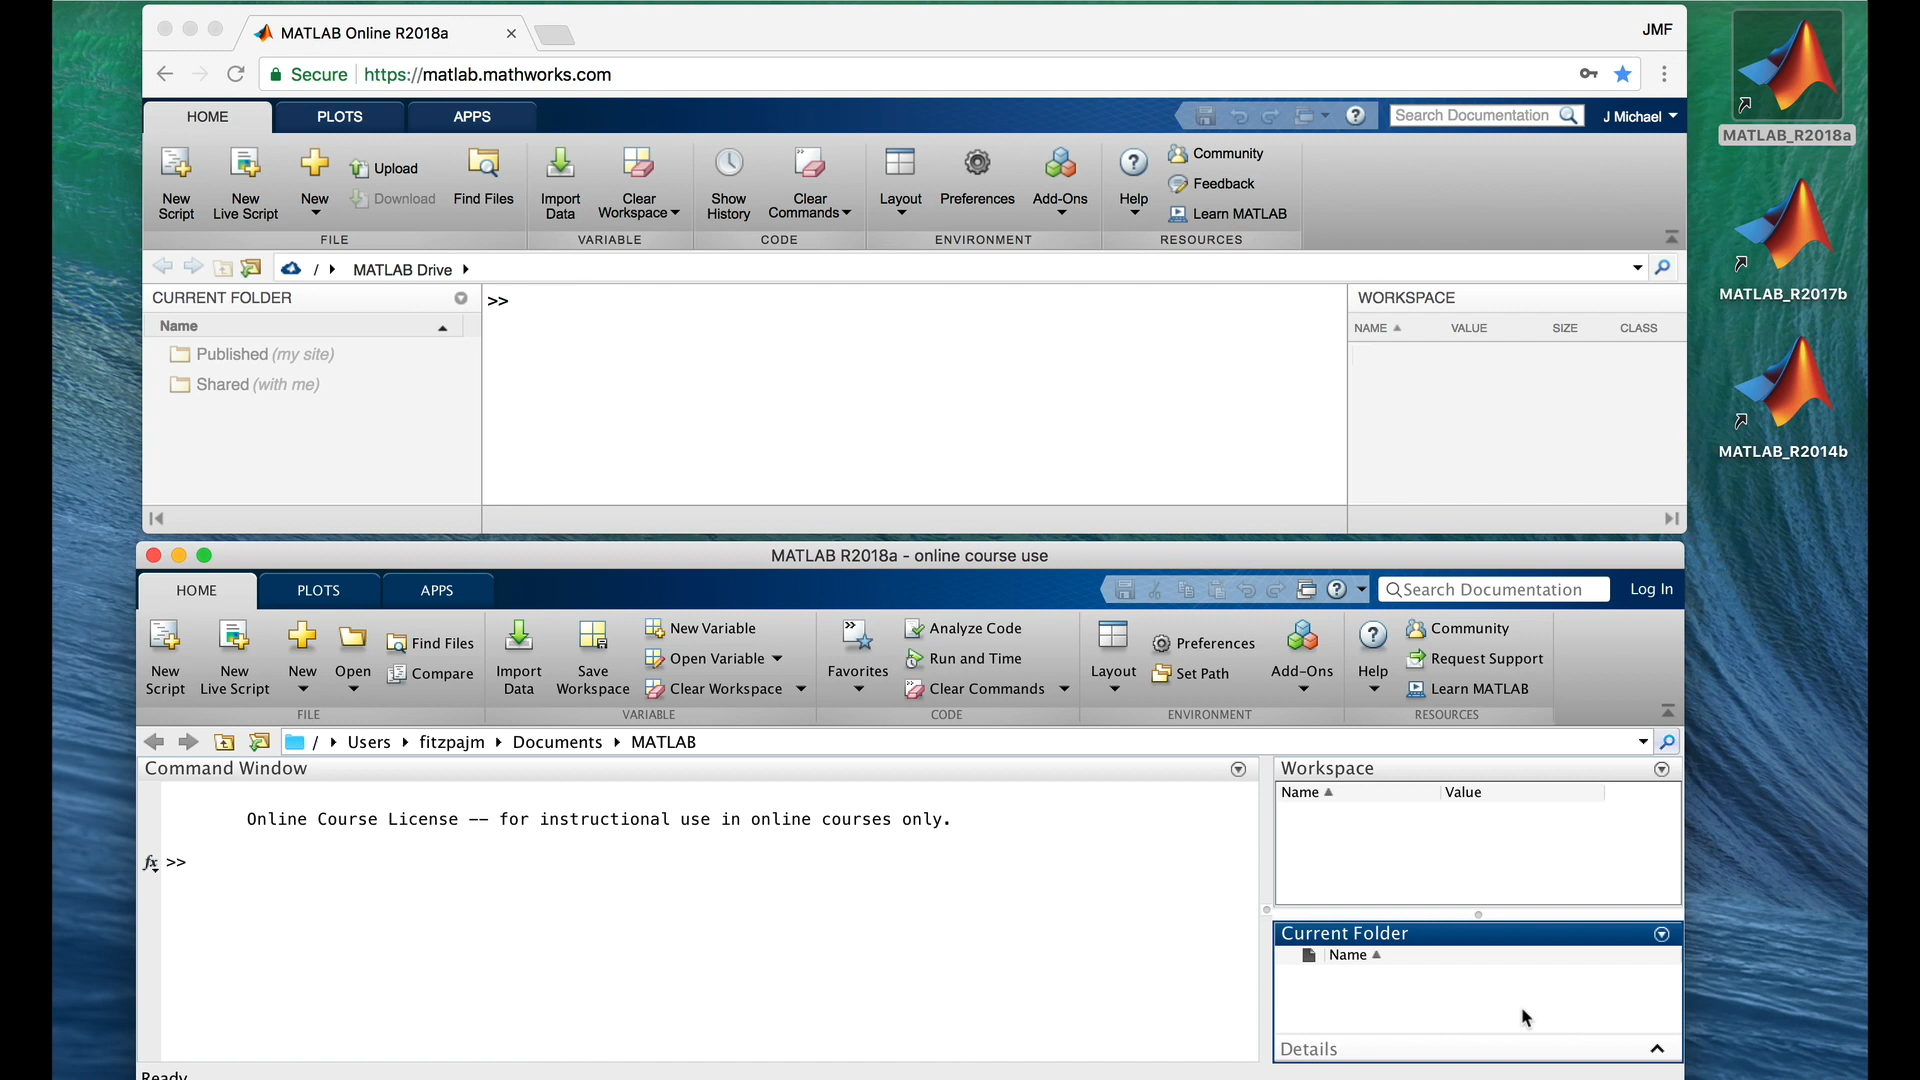 MATLAB Online R2018a
JMF
Secure https://matlab.mathworks.com
HOME PLOTS APPS
Search Documentation
J Michael
New Script
New Live Script
New
Upload
Download
Find Files
FILE
Import Data
Clear Workspace
VARIABLE
Show History
Clear Commands
CODE
Layout
Preferences
Add-Ons
ENVIRONMENT
Help
Community
Feedback
Learn MATLAB
RESOURCES
/ MATLAB Drive
CURRENT FOLDER
Name
Published (my site)
Shared (with me)
>>
WORKSPACE
NAME VALUE SIZE CLASS
MATLAB_R2018a
MATLAB_R2017b
MATLAB_R2014b
MATLAB R2018a - online course use
HOME PLOTS APPS
Search Documentation
Log In
New Script
New Live Script
New
Open
Find Files
Compare
FILE
Import Data
Save Workspace
New Variable
Open Variable
Clear Workspace
VARIABLE
Favorites
Analyze Code
Run and Time
Clear Commands
CODE
Layout
Preferences
Set Path
Add-Ons
ENVIRONMENT
Help
Community
Request Support
Learn MATLAB
RESOURCES
/ Users fitzpajm Documents MATLAB
Command Window
Online Course License -- for instructional use in online courses only.
fx >>
Workspace
Name Value
Current Folder
Name
Details
Ready